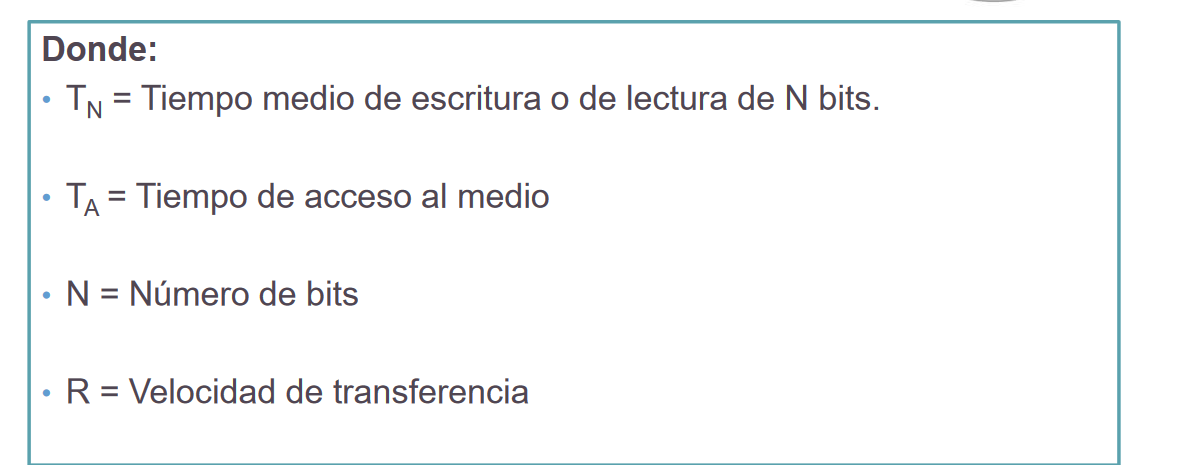 Donde:
• T_N = Tiempo medio de escritura o de lectura de N bits.
• T_A = Tiempo de acceso al medio
• N = Número de bits
• R = Velocidad de transferencia